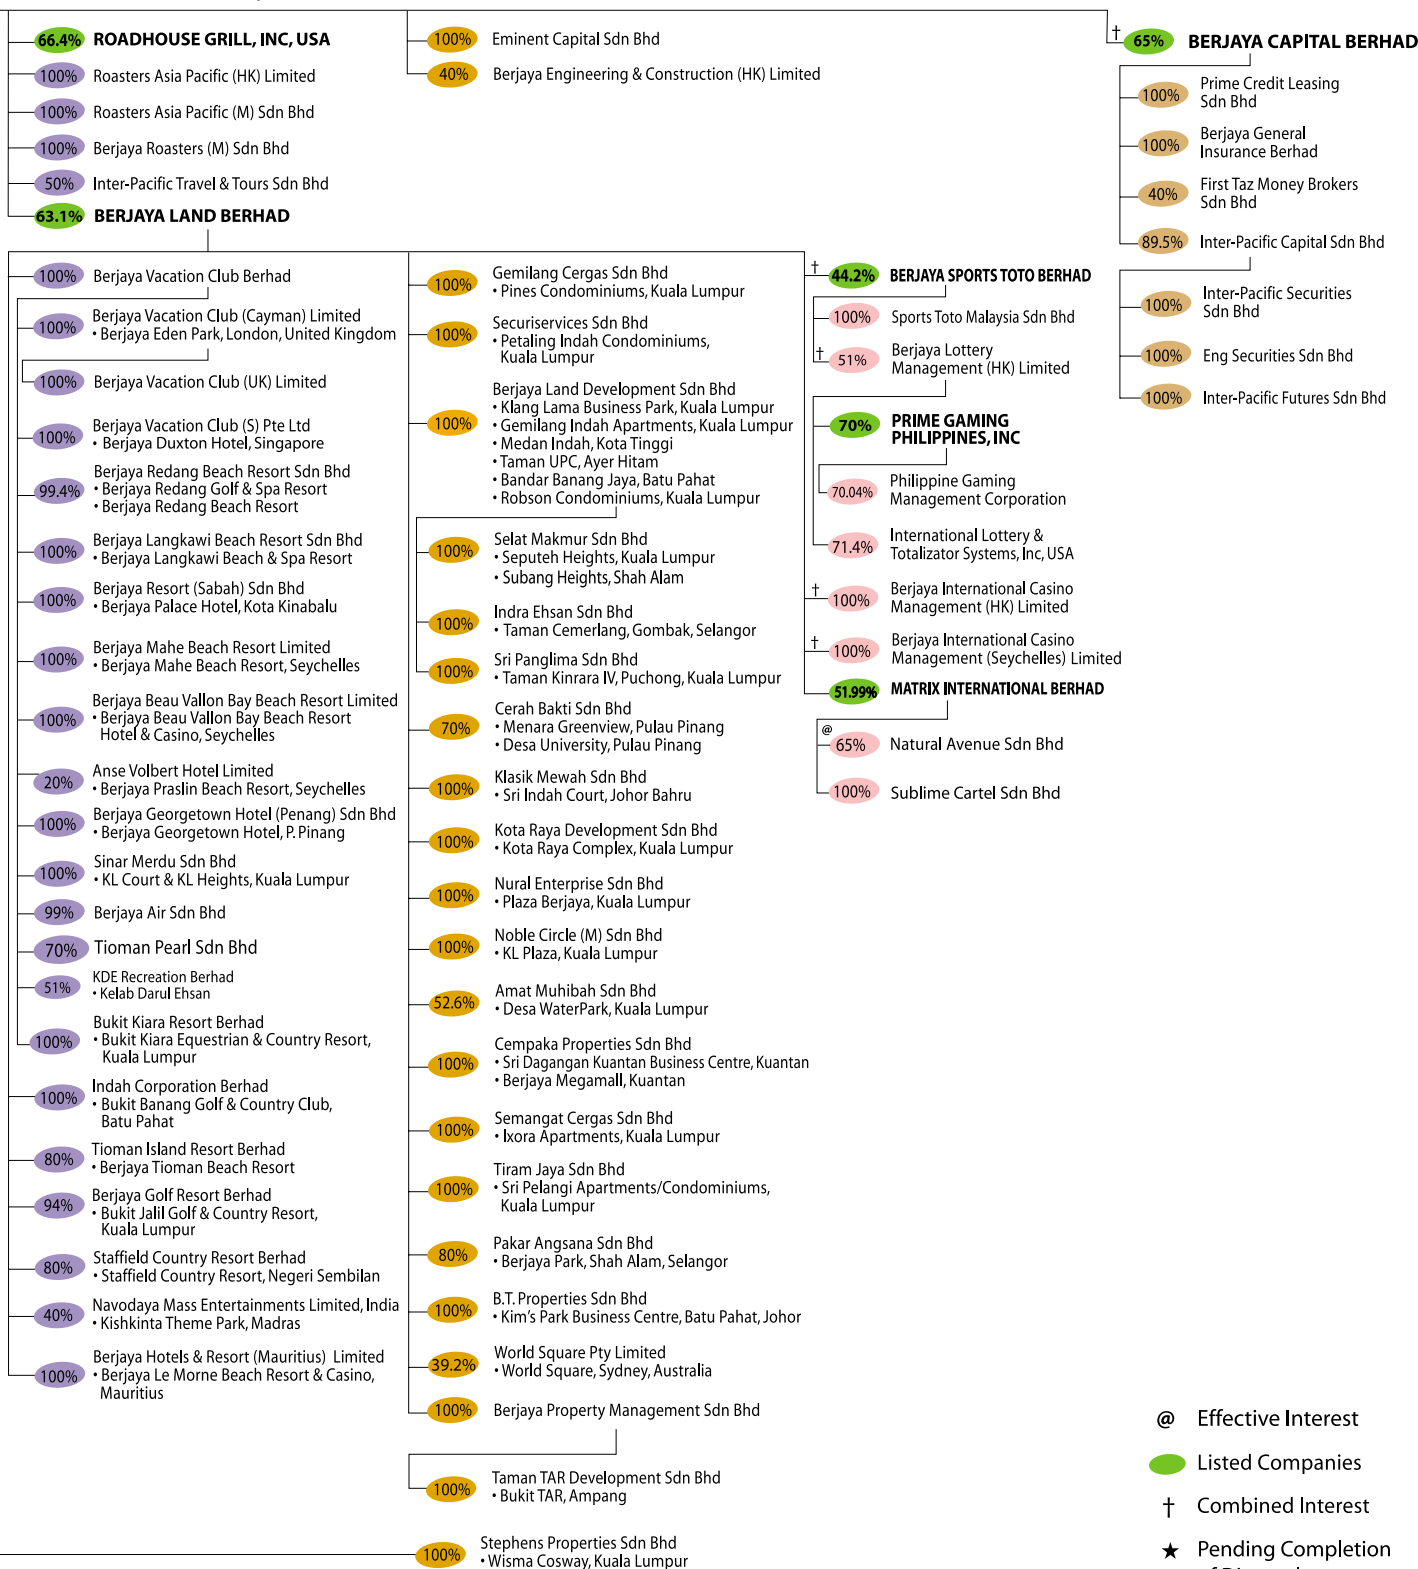 66.4% ROADHOUSE GRILL, INC, USA
100% Roasters Asia Pacific (HK) Limited
100% Roasters Asia Pacific (M) Sdn Bhd
100% Berjaya Roasters (M) Sdn Bhd
50% Inter-Pacific Travel & Tours Sdn Bhd
63.1% BERJAYA LAND BERHAD
100% Berjaya Vacation Club Berhad
100% Berjaya Vacation Club (Cayman) Limited
• Berjaya Eden Park, London, United Kingdom
100% Berjaya Vacation Club (UK) Limited
100% Berjaya Vacation Club (S) Pte Ltd
• Berjaya Duxton Hotel, Singapore
99.4% Berjaya Redang Beach Resort Sdn Bhd
• Berjaya Redang Golf & Spa Resort
• Berjaya Redang Beach Resort
100% Berjaya Langkawi Beach Resort Sdn Bhd
• Berjaya Langkawi Beach & Spa Resort
100% Berjaya Resort (Sabah) Sdn Bhd
• Berjaya Palace Hotel, Kota Kinabalu
100% Berjaya Mahe Beach Resort Limited
• Berjaya Mahe Beach Resort, Seychelles
100% Berjaya Beau Vallon Bay Beach Resort Limited
• Berjaya Beau Vallon Bay Beach Resort
Hotel & Casino, Seychelles
20% Anse Volbert Hotel Limited
• Berjaya Praslin Beach Resort, Seychelles
100% Berjaya Georgetown Hotel (Penang) Sdn Bhd
• Berjaya Georgetown Hotel, P. Pinang
100% Sinar Merdu Sdn Bhd
• KL Court & KL Heights, Kuala Lumpur
99% Berjaya Air Sdn Bhd
70% Tioman Pearl Sdn Bhd
51% KDE Recreation Berhad
• Kelab Darul Ehsan
100% Bukit Kiara Resort Berhad
• Bukit Kiara Equestrian & Country Resort,
Kuala Lumpur
100% Indah Corporation Berhad
• Bukit Banang Golf & Country Club,
Batu Pahat
80% Tioman Island Resort Berhad
• Berjaya Tioman Beach Resort
94% Berjaya Golf Resort Berhad
• Bukit Jalil Golf & Country Resort,
Kuala Lumpur
80% Staffield Country Resort Berhad
• Staffield Country Resort, Negeri Sembilan
40% Navodaya Mass Entertainments Limited, India
• Kishkinta Theme Park, Madras
100% Berjaya Hotels & Resort (Mauritius) Limited
• Berjaya Le Morne Beach Resort & Casino,
Mauritius
100% Eminent Capital Sdn Bhd
40% Berjaya Engineering & Construction (HK) Limited
100% Gemilang Cergas Sdn Bhd
• Pines Condominiums, Kuala Lumpur
100% Securiservices Sdn Bhd
• Petaling Indah Condominiums,
Kuala Lumpur
100% Berjaya Land Development Sdn Bhd
• Klang Lama Business Park, Kuala Lumpur
• Gemilang Indah Apartments, Kuala Lumpur
• Medan Indah, Kota Tinggi
• Taman UPC, Ayer Hitam
• Bandar Banang Jaya, Batu Pahat
• Robson Condominiums, Kuala Lumpur
100% Selat Makmur Sdn Bhd
• Seputeh Heights, Kuala Lumpur
• Subang Heights, Shah Alam
100% Indra Ehsan Sdn Bhd
• Taman Cemerlang, Gombak, Selangor
100% Sri Panglima Sdn Bhd
• Taman Kinrara IV, Puchong, Kuala Lumpur
70% Cerah Bakti Sdn Bhd
• Menara Greenview, Pulau Pinang
• Desa University, Pulau Pinang
100% Klasik Mewah Sdn Bhd
• Sri Indah Court, Johor Bahru
100% Kota Raya Development Sdn Bhd
• Kota Raya Complex, Kuala Lumpur
100% Nural Enterprise Sdn Bhd
• Plaza Berjaya, Kuala Lumpur
100% Noble Circle (M) Sdn Bhd
• KL Plaza, Kuala Lumpur
52.6% Amat Muhibah Sdn Bhd
• Desa WaterPark, Kuala Lumpur
100% Cempaka Properties Sdn Bhd
• Sri Dagangan Kuantan Business Centre, Kuantan
• Berjaya Megamall, Kuantan
100% Semangat Cergas Sdn Bhd
• Ixora Apartments, Kuala Lumpur
100% Tiram Jaya Sdn Bhd
• Sri Pelangi Apartments/Condominiums,
Kuala Lumpur
80% Pakar Angsana Sdn Bhd
• Berjaya Park, Shah Alam, Selangor
100% B.T. Properties Sdn Bhd
• Kim's Park Business Centre, Batu Pahat, Johor
39.2% World Square Pty Limited
• World Square, Sydney, Australia
100% Berjaya Property Management Sdn Bhd
100% Taman TAR Development Sdn Bhd
• Bukit TAR, Ampang
100% Stephens Properties Sdn Bhd
• Wisma Cosway, Kuala Lumpur
† 44.2% BERJAYA SPORTS TOTO BERHAD
100% Sports Toto Malaysia Sdn Bhd
† 51% Berjaya Lottery
Management (HK) Limited
70% PRIME GAMING
PHILIPPINES, INC
70.04% Philippine Gaming
Management Corporation
71.4% International Lottery &
Totalizator Systems, Inc, USA
† 100% Berjaya International Casino
Management (HK) Limited
† 100% Berjaya International Casino
Management (Seychelles) Limited
51.99% MATRIX INTERNATIONAL BERHAD
@ 65% Natural Avenue Sdn Bhd
100% Sublime Cartel Sdn Bhd
† 65% BERJAYA CAPITAL BERHAD
100% Prime Credit Leasing
Sdn Bhd
100% Berjaya General
Insurance Berhad
40% First Taz Money Brokers
Sdn Bhd
89.5% Inter-Pacific Capital Sdn Bhd
100% Inter-Pacific Securities
Sdn Bhd
100% Eng Securities Sdn Bhd
100% Inter-Pacific Futures Sdn Bhd
@ Effective Interest
Listed Companies
† Combined Interest
★ Pending Completion